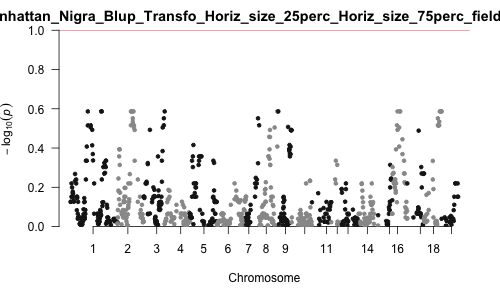 nhattan_Nigra_Blup_Transfo_Horiz_size_25perc_Horiz_size_75perc_field
1.0
0.8
0.6
0.4
0.2
0.0
− log10(p)
1 2 3 4 5 6 7 8 9 11 14 16 18
Chromosome